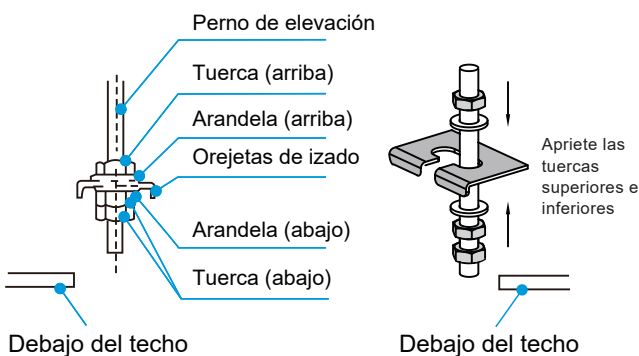 Perno de elevación
Tuerca (arriba)
Arandela (arriba)
Orejetas de izado
Arandela (abajo)
Tuerca (abajo)
Debajo del techo
Apriete las
tuercas
superiores e
inferiores
Debajo del techo